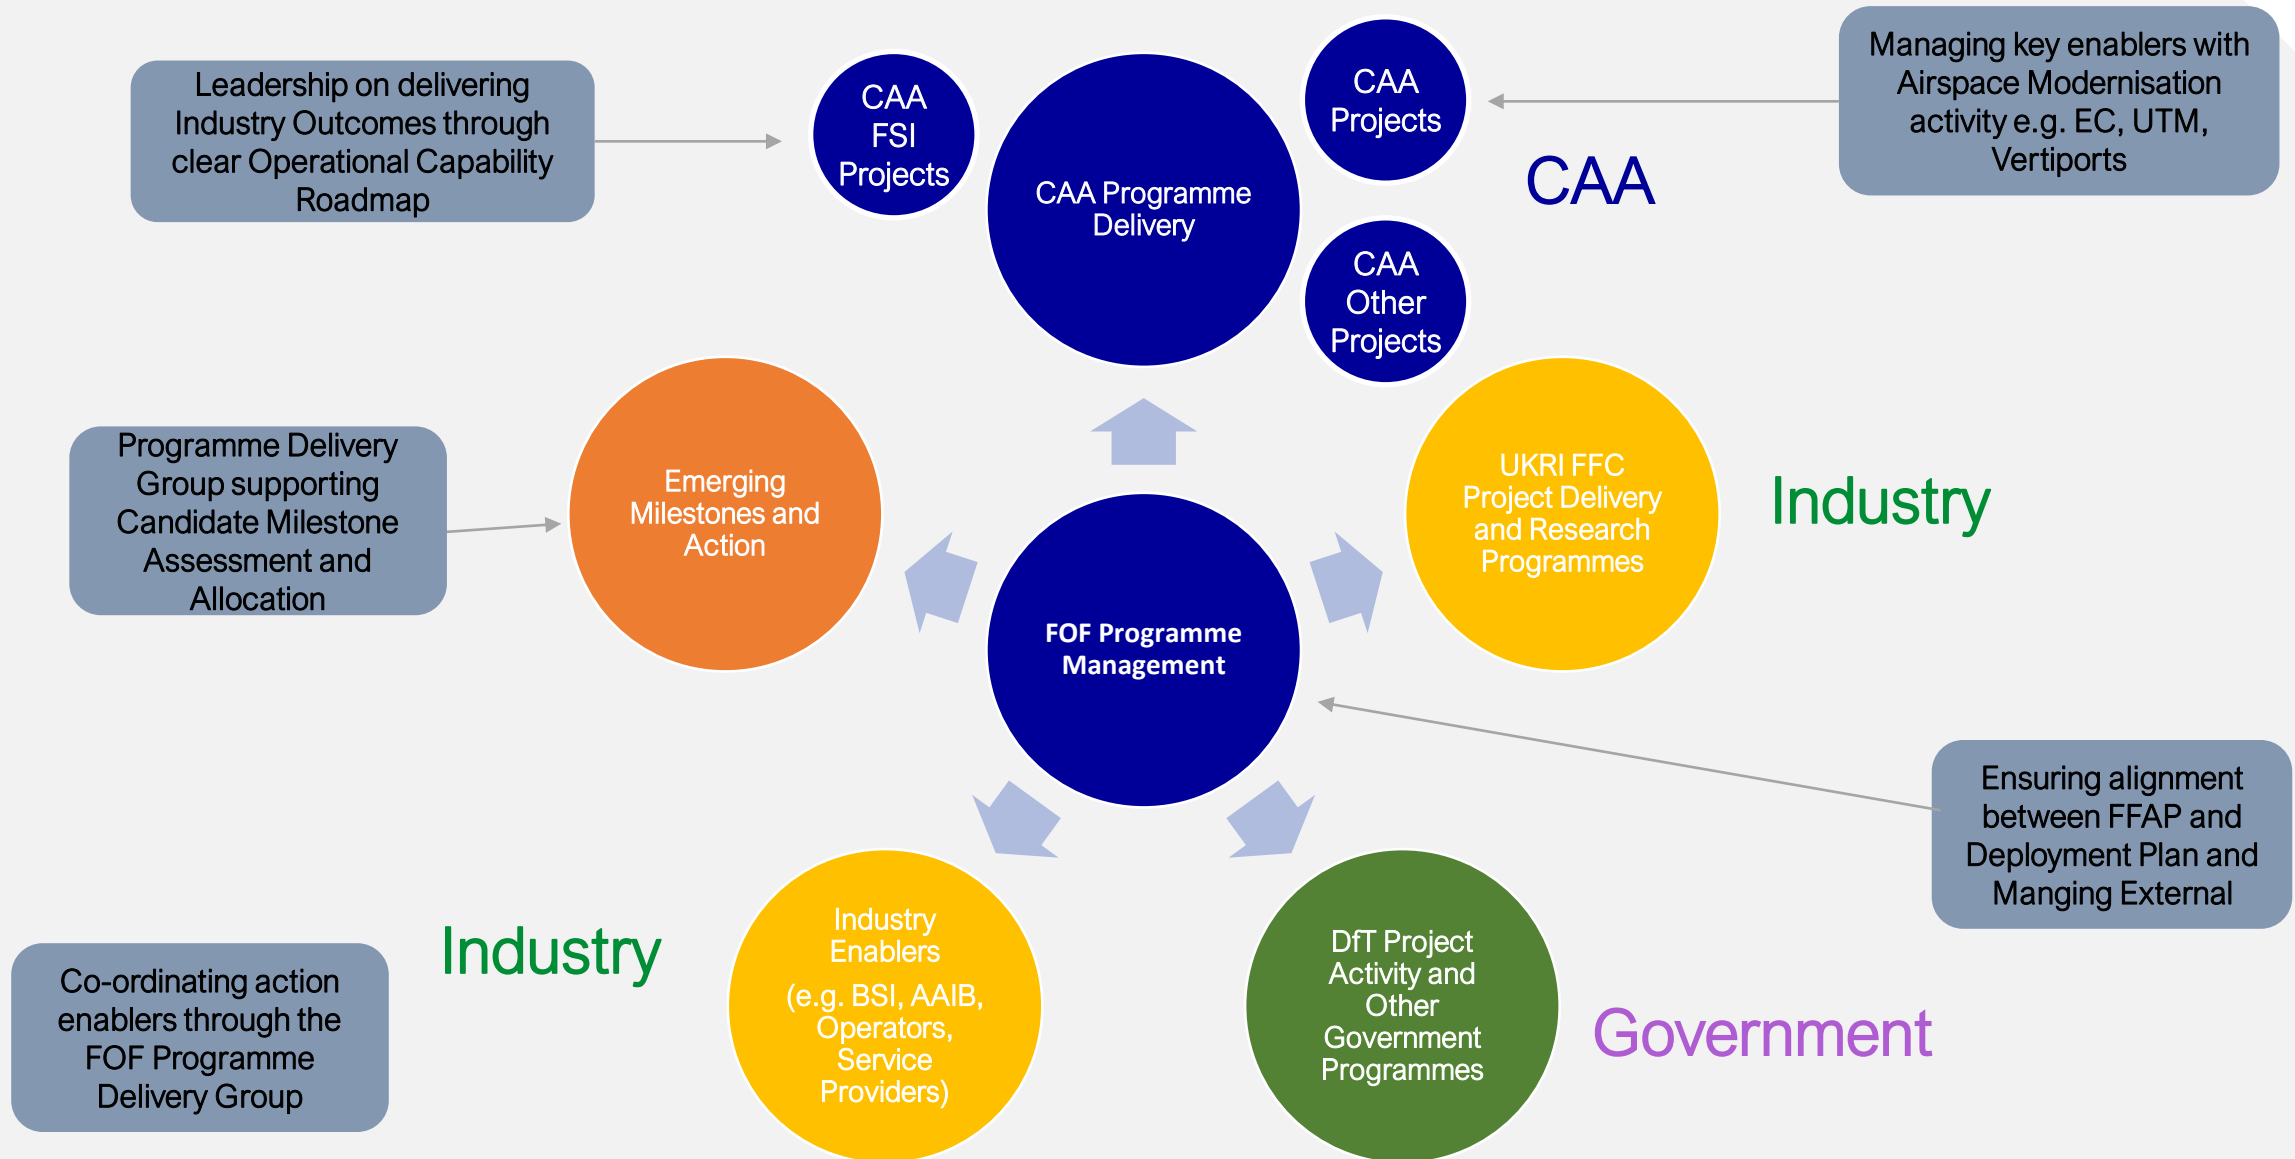 Leadership on delivering
Industry Outcomes through
clear Operational Capability
Roadmap
CAA
FSI
Projects
CAA Programme
Delivery
CAA
Projects
CAA
Other
Projects
CAA
Managing key enablers with
Airspace Modernisation
activity e.g. EC, UTM,
Vertiports
Programme Delivery
Group supporting
Candidate Milestone
Assessment and
Allocation
Emerging
Milestones and
Action
UKRI FFC
Project Delivery
and Research
Programmes
Industry
FOF Programme
Management
Ensuring alignment
between FFAP and
Deployment Plan and
Manging External
Industry
Co-ordinating action
enablers through the
FOF Programme
Delivery Group
Industry
Enablers
(e.g. BSI, AAIB,
Operators,
Service
Providers)
DfT Project
Activity and
Other
Government
Programmes
Government